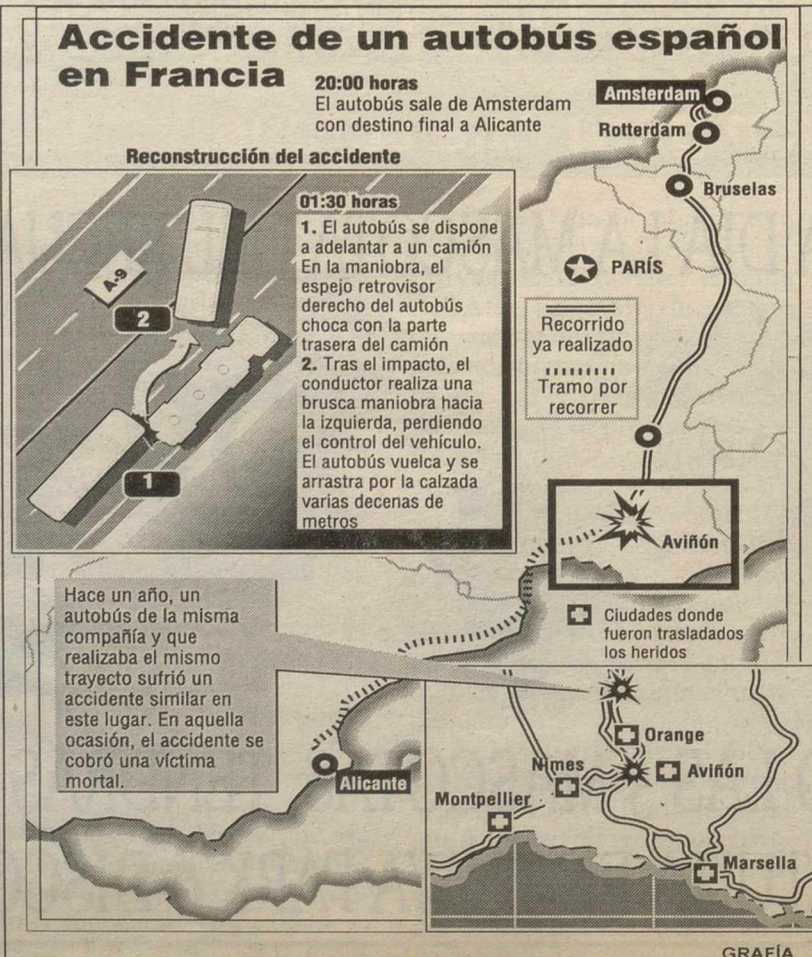 Accidente de un autobús español
en Francia
20:00 horas
El autobús sale de Amsterdam
con destino final a Alicante
Amsterdam
Rotterdam
Bruselas
PARÍS
Recorrido
ya realizado
Tramo por
recorrer
Aviñón
Reconstrucción del accidente
A-9
2
1
01:30 horas
1. El autobús se dispone
a adelantar a un camión
En la maniobra, el
espejo retrovisor
derecho del autobús
choca con la parte
trasera del camión
2. Tras el impacto, el
conductor realiza una
brusca maniobra hacia
la izquierda, perdiendo
el control del vehículo.
El autobús vuelca y se
arrastra por la calzada
varias decenas de
metros
Hace un año, un
autobús de la misma
compañía y que
realizaba el mismo
trayecto sufrió un
accidente similar en
este lugar. En aquella
ocasión, el accidente se
cobró una víctima
mortal.
Alicante
Ciudades donde
fueron trasladados
los heridos
Orange
Nimes
Aviñón
Montpellier
Marsella
GRAFÍA